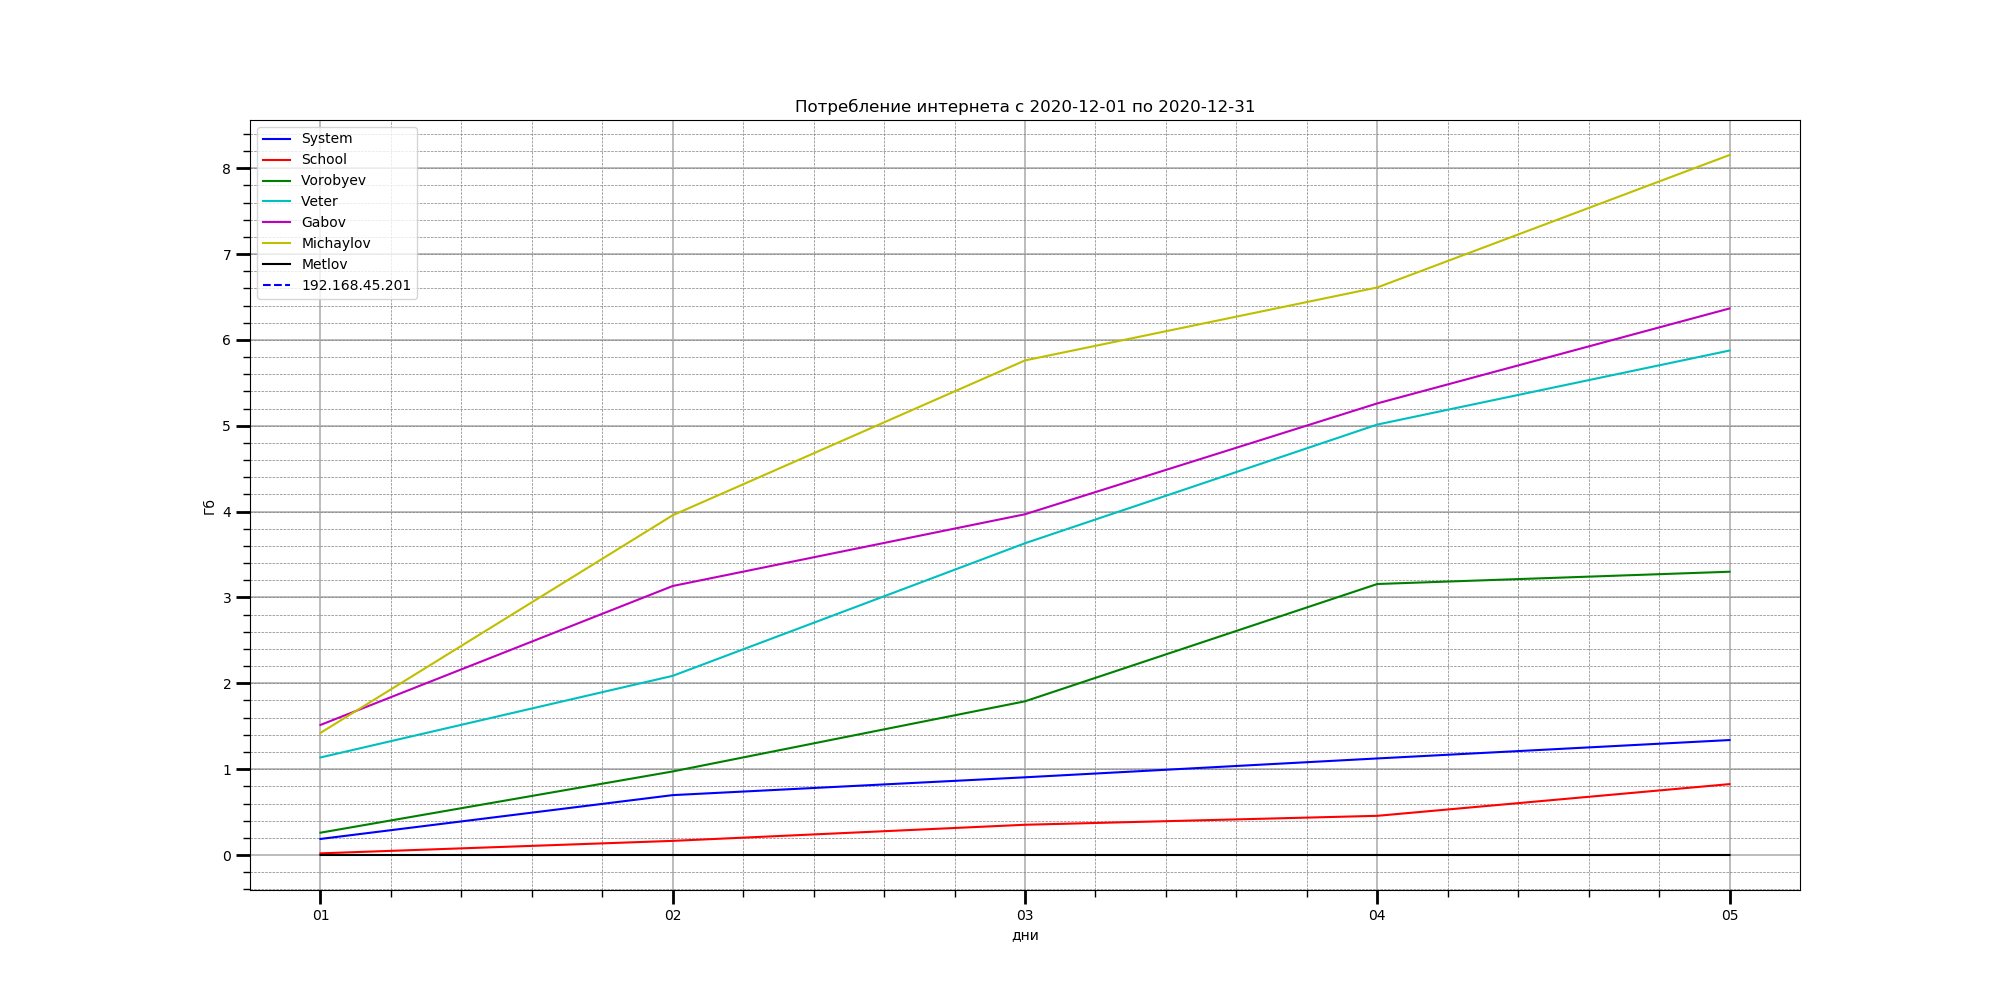 Потребление интернета с 2020-12-01 по 2020-12-31
System
School
Vorobyev
Veter
Gabov
Michaylov
Metlov
192.168.45.201
Гб
8
7
6
5
4
3
2
1
0
01 02 03 04 05
дни